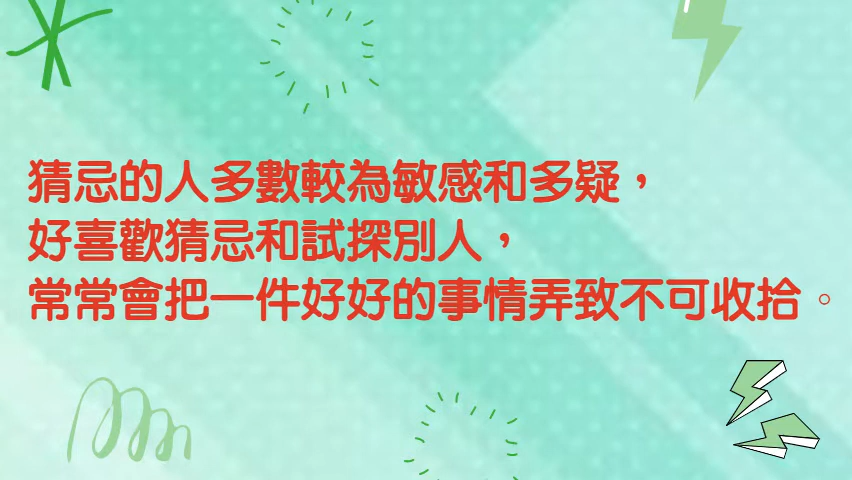 猜忌的人多數較為敏感和多疑，
好喜歡猜忌和試探別人，
常常會把一件好好的事情弄致不可收拾。